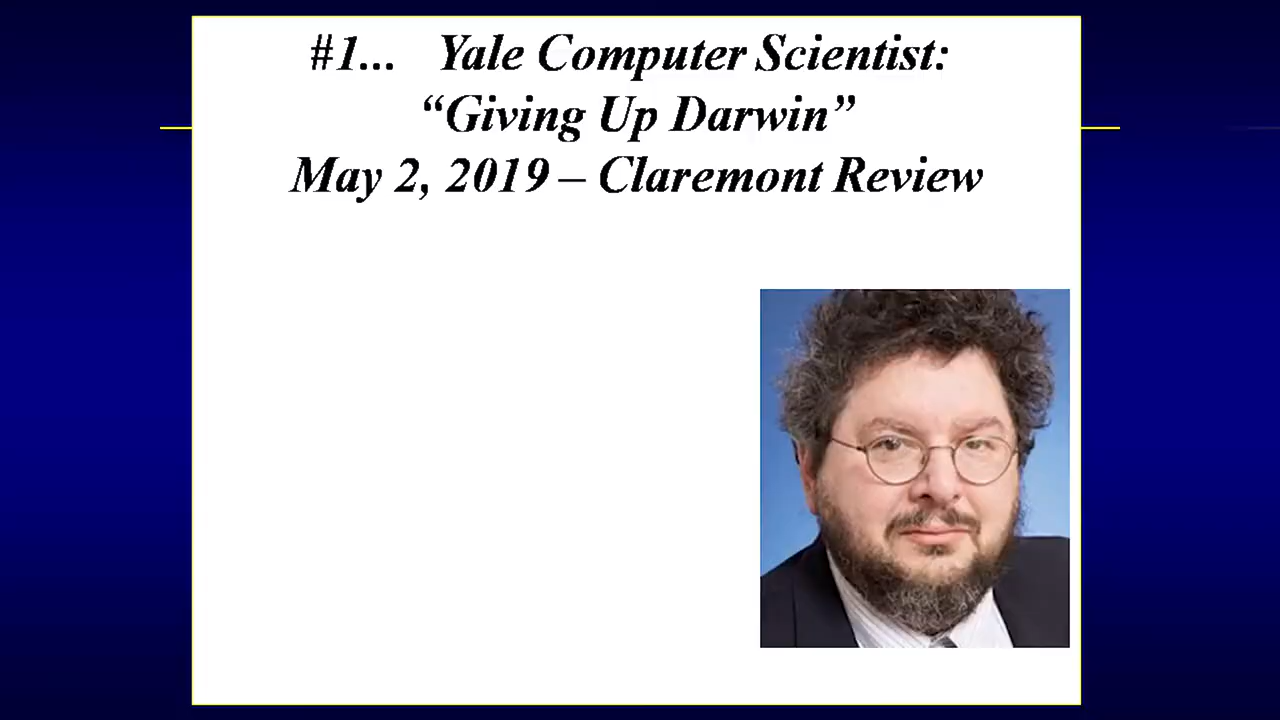 #1... Yale Computer Scientist:
“Giving Up Darwin”
May 2, 2019 – Claremont Review